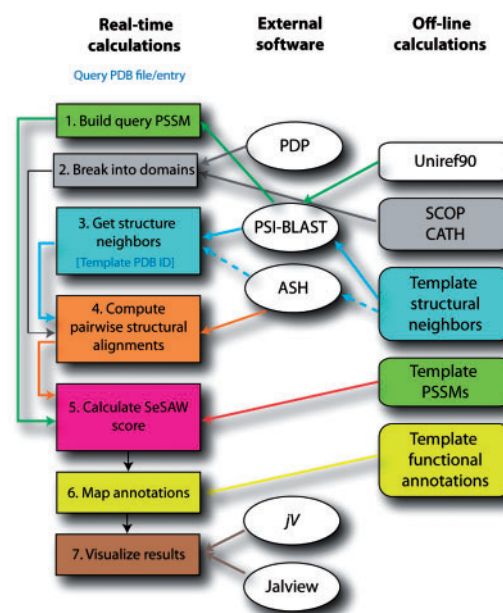 Real-time
calculations
External
software
Off-line
calculations
Query PDB file/entry
1. Build query PSSM
PDP
Uniref90
2. Break into domains
SCOP
CATH
3. Get structure
neighbors
[Template PDB ID]
PSI-BLAST
ASH
Template
structural
neighbors
4. Compute
pairwise structural
alignments
Template
PSSMs
5. Calculate SeSAW
score
Template
functional
annotations
6. Map annotations
jV
7. Visualize results
Jalview